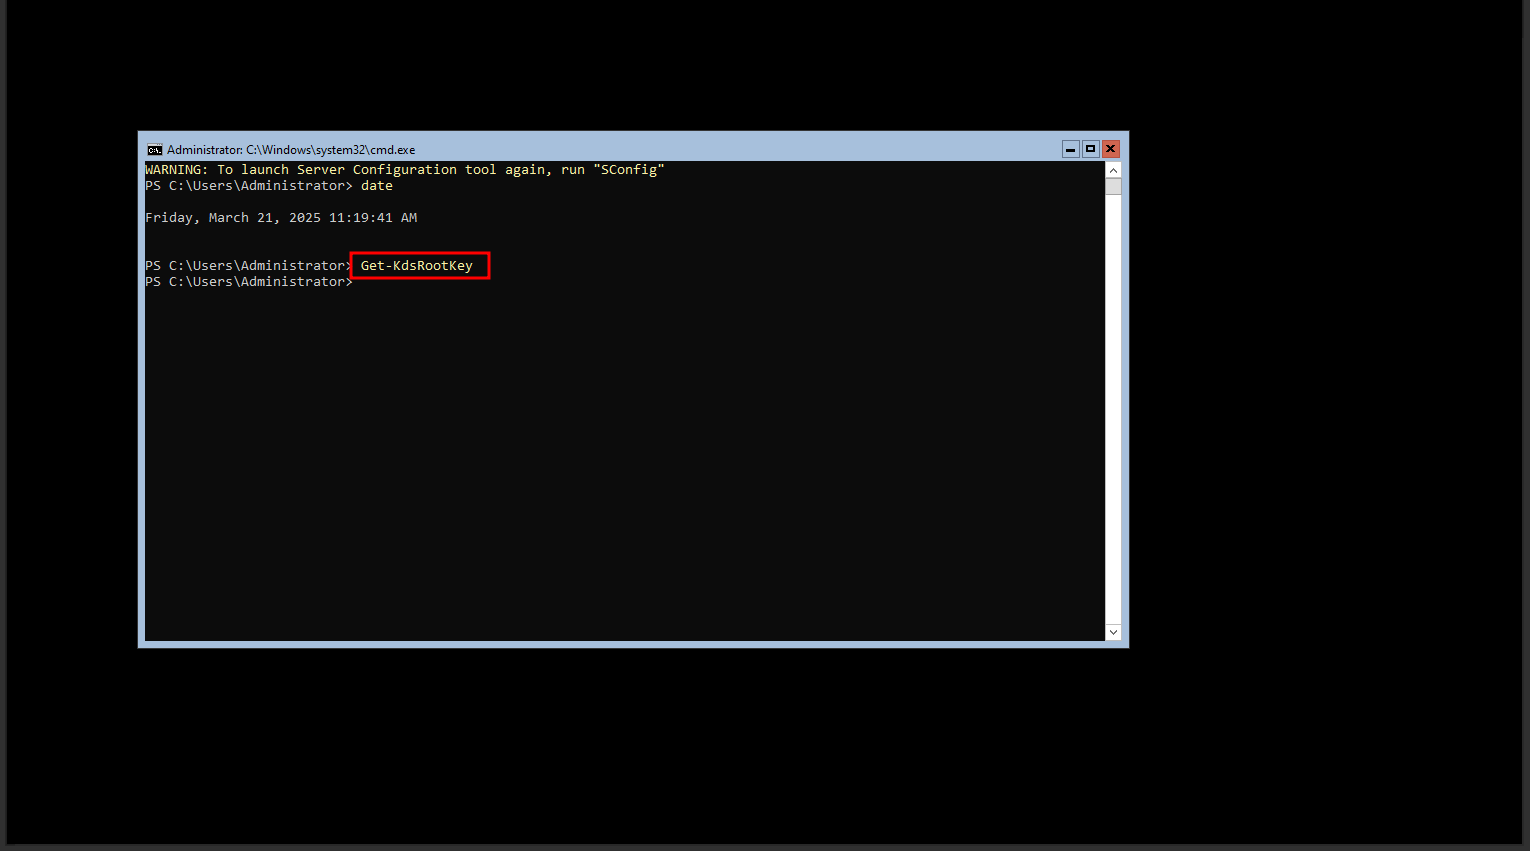 Administrator: C:\Windows\system32\cmd.exe
WARNING: To launch Server Configuration tool again, run "SConfig"
PS C:\Users\Administrator> date
Friday, March 21, 2025 11:19:41 AM
PS C:\Users\Administrator> Get-KdsRootKey
PS C:\Users\Administrator>